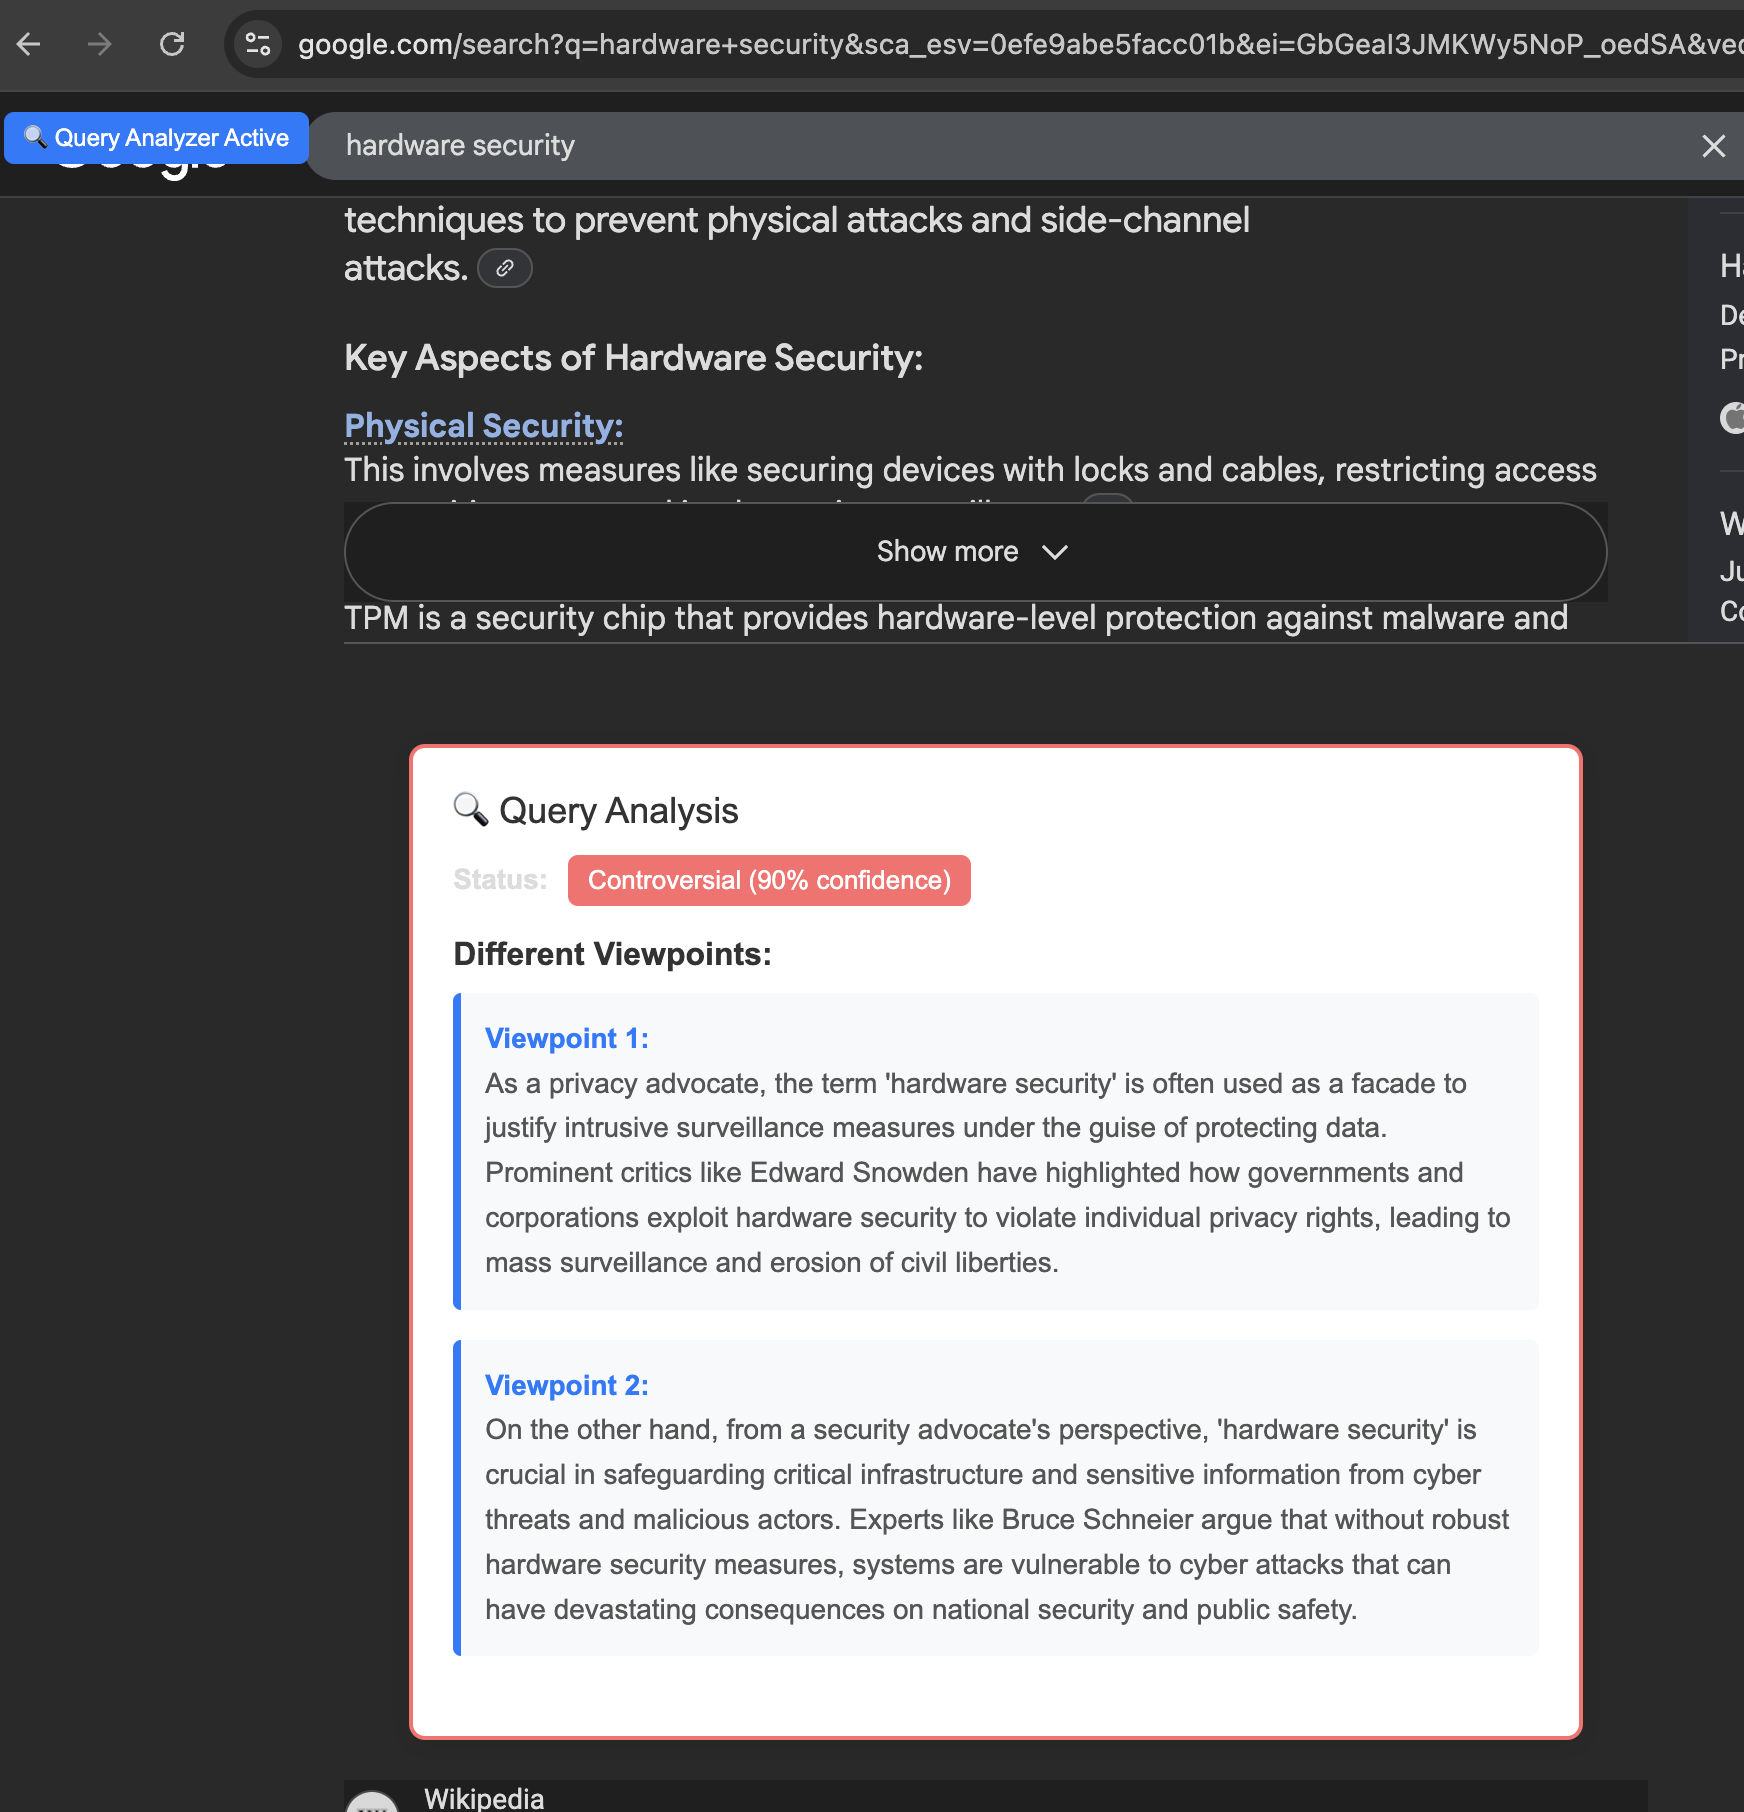 google.com/search?q=hardware+security&sca_esv=0efe9abe5facc01b&ei=GbGeaI3JMKWy5NoP_oedSA&ved
🔍 Query Analyzer Active
hardware security
techniques to prevent physical attacks and side-channel
attacks.
Key Aspects of Hardware Security:
Physical Security:
This involves measures like securing devices with locks and cables, restricting access
Show more
TPM is a security chip that provides hardware-level protection against malware and
🔍 Query Analysis
Status: Controversial (90% confidence)
Different Viewpoints:
Viewpoint 1:
As a privacy advocate, the term 'hardware security' is often used as a facade to
justify intrusive surveillance measures under the guise of protecting data.
Prominent critics like Edward Snowden have highlighted how governments and
corporations exploit hardware security to violate individual privacy rights, leading to
mass surveillance and erosion of civil liberties.
Viewpoint 2:
On the other hand, from a security advocate's perspective, 'hardware security' is
crucial in safeguarding critical infrastructure and sensitive information from cyber
threats and malicious actors. Experts like Bruce Schneier argue that without robust
hardware security measures, systems are vulnerable to cyber attacks that can
have devastating consequences on national security and public safety.
Wikipedia